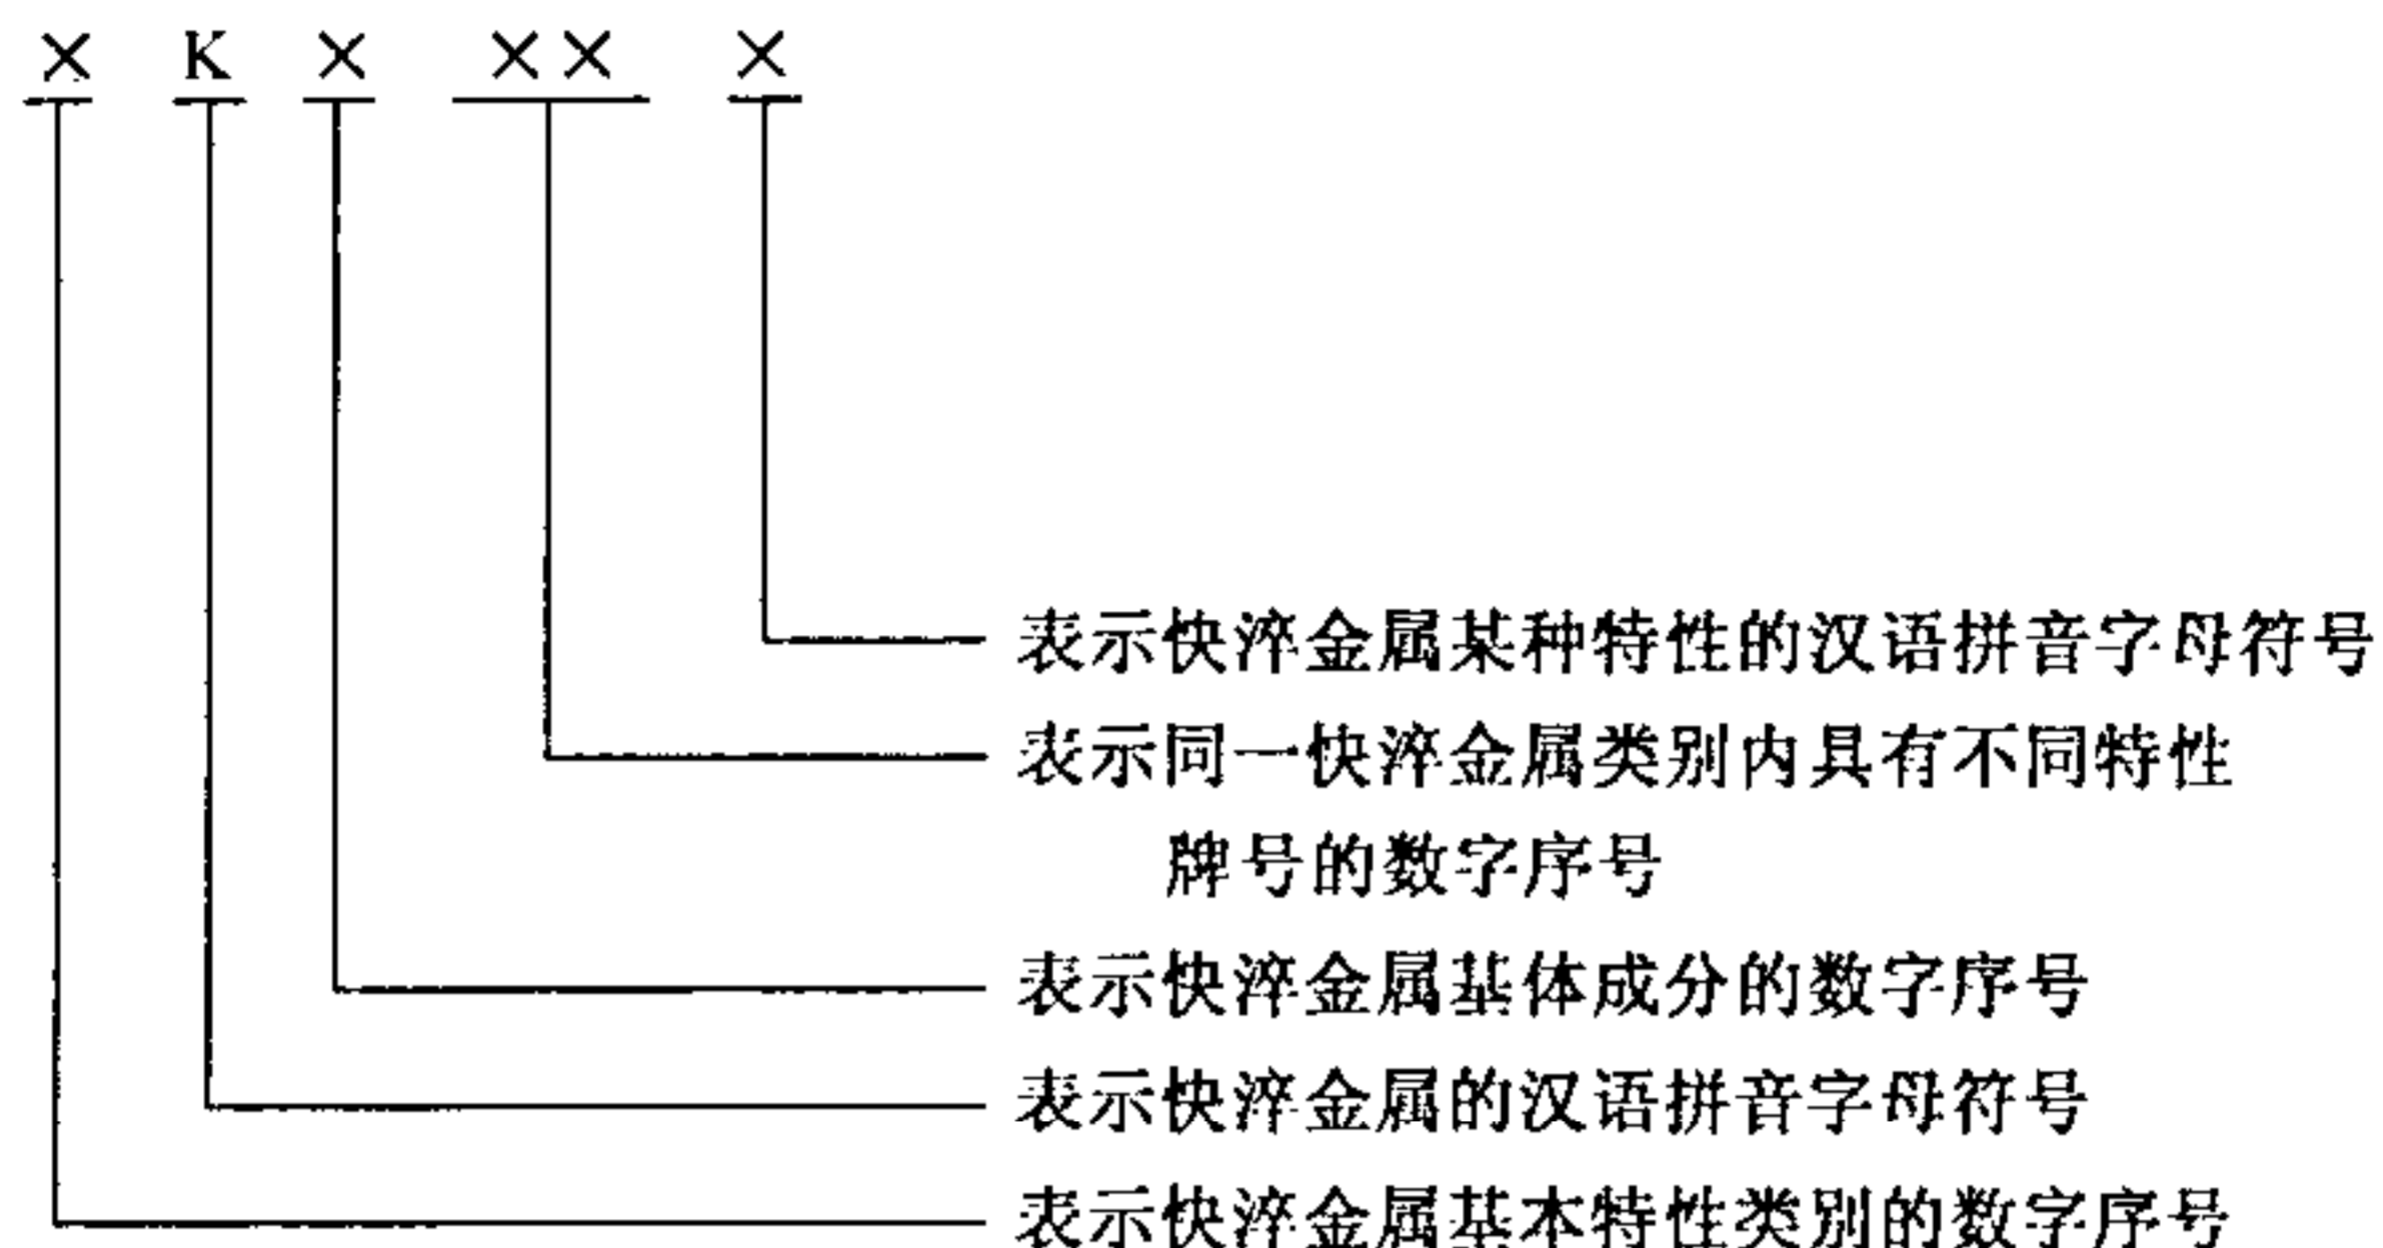 × K × ×× ×
表示快淬金属某种特性的汉语拼音字母符号
表示同一快淬金属类别内具有不同特性
牌号的数字序号
表示快淬金属基体成分的数字序号
表示快淬金属的汉语拼音字母符号
表示快淬金属基本特性类别的数字序号